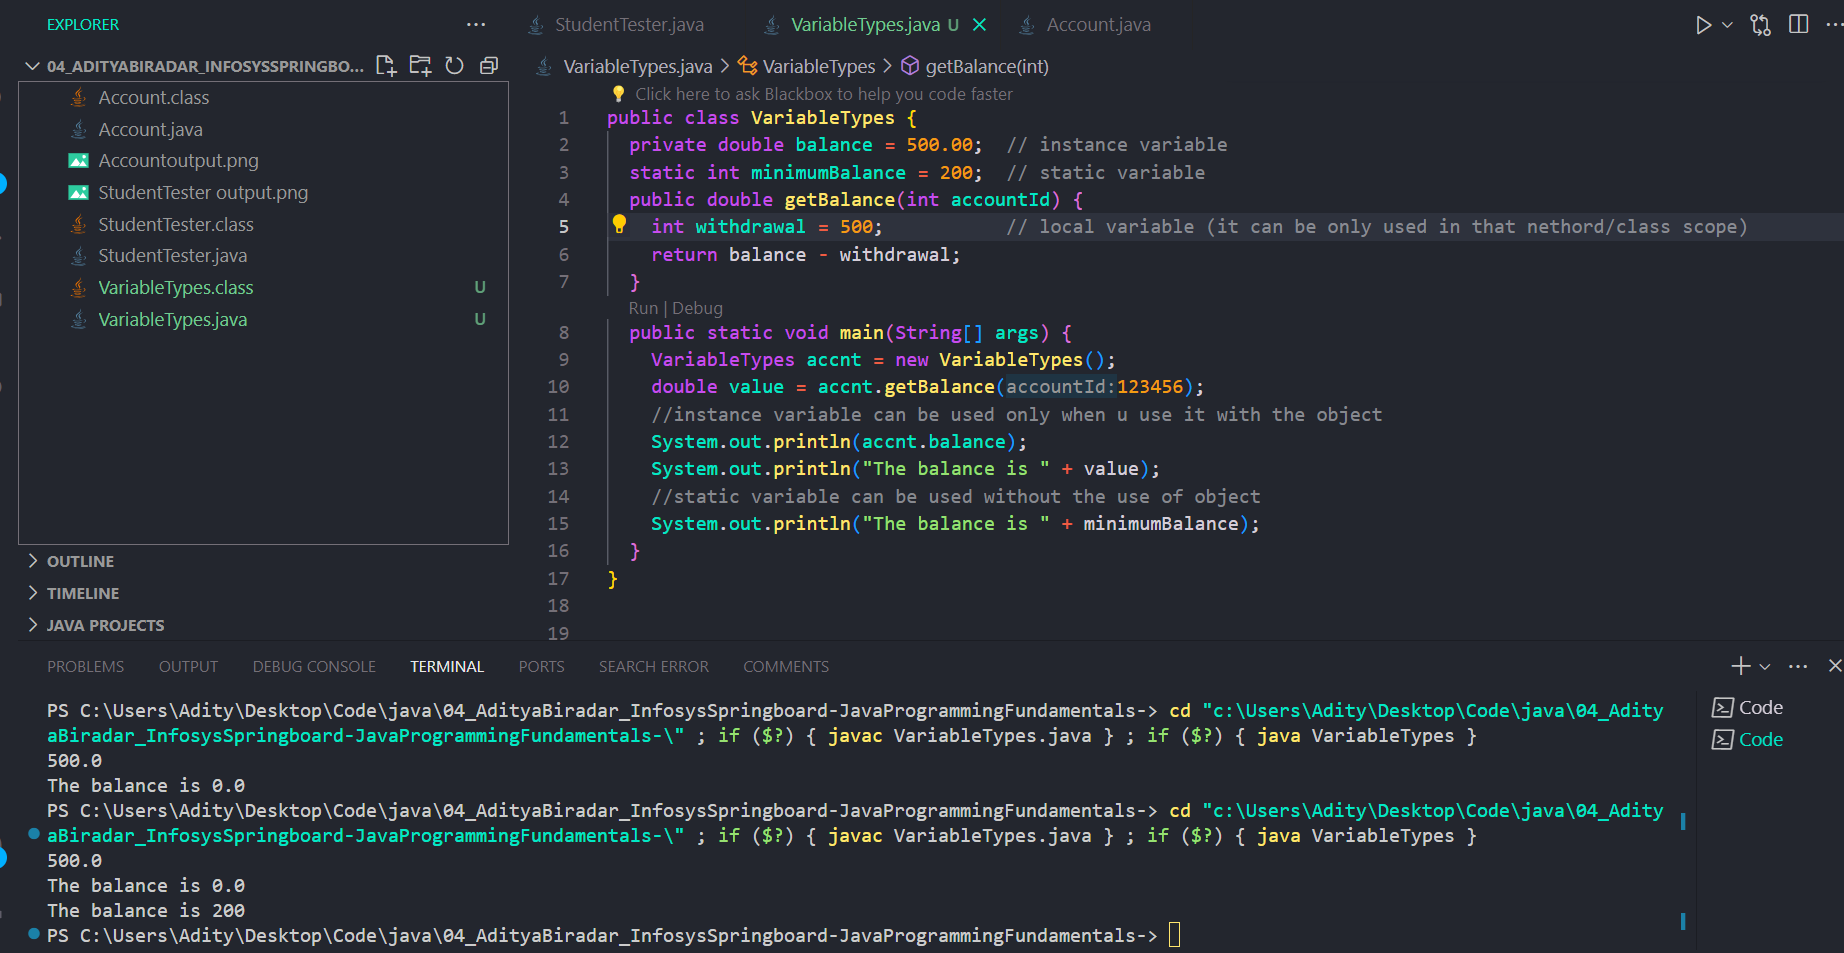 EXPLORER ...
04_ADITYABIRADAR_INFOSYSSPRINGBO...
Account.class
Account.java
Accountoutput.png
StudentTester output.png
StudentTester.class
StudentTester.java
VariableTypes.class U
VariableTypes.java U
OUTLINE
TIMELINE
JAVA PROJECTS
StudentTester.java VariableTypes.java U Account.java
VariableTypes.java > VariableTypes > getBalance(int)
Click here to ask Blackbox to help you code faster
1 public class VariableTypes {
2   private double balance = 500.00;  // instance variable
3   static int minimumBalance = 200;  // static variable
4   public double getBalance(int accountId) {
5     int withdrawal = 500;           // local variable (it can be only used in that nethord/class scope)
6     return balance - withdrawal;
7   }
Run | Debug
8   public static void main(String[] args) {
9     VariableTypes accnt = new VariableTypes();
10     double value = accnt.getBalance(accountId:123456);
11     //instance variable can be used only when u use it with the object
12     System.out.println(accnt.balance);
13     System.out.println("The balance is " + value);
14     //static variable can be used without the use of object
15     System.out.println("The balance is " + minimumBalance);
16   }
17 }
18
19
PROBLEMS OUTPUT DEBUG CONSOLE TERMINAL PORTS SEARCH ERROR COMMENTS
PS C:\Users\Adity\Desktop\Code\java\04_AdityaBiradar_InfosysSpringboard-JavaProgrammingFundamentals-> cd "c:\Users\Adity\Desktop\Code\java\04_Adity
aBiradar_InfosysSpringboard-JavaProgrammingFundamentals-\" ; if ($?) { javac VariableTypes.java } ; if ($?) { java VariableTypes }
500.0
The balance is 0.0
PS C:\Users\Adity\Desktop\Code\java\04_AdityaBiradar_InfosysSpringboard-JavaProgrammingFundamentals-> cd "c:\Users\Adity\Desktop\Code\java\04_Adity
aBiradar_InfosysSpringboard-JavaProgrammingFundamentals-\" ; if ($?) { javac VariableTypes.java } ; if ($?) { java VariableTypes }
500.0
The balance is 0.0
The balance is 200
PS C:\Users\Adity\Desktop\Code\java\04_AdityaBiradar_InfosysSpringboard-JavaProgrammingFundamentals->
Code
Code